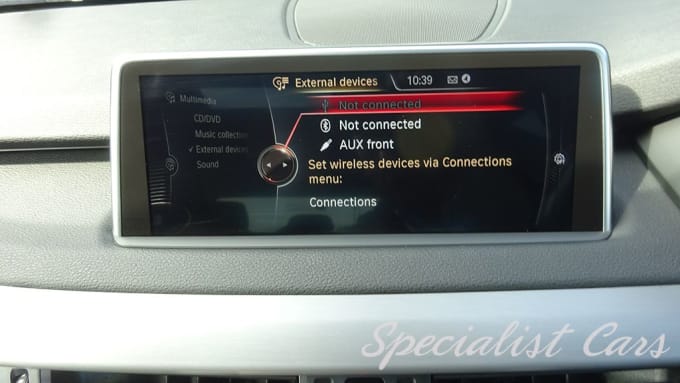 External devices
10:39
Multimedia
CD/DVD
Music collection
External devices
Sound
Not connected
Not connected
AUX front
Set wireless devices via Connections
menu:
Connections
Specialist Cars